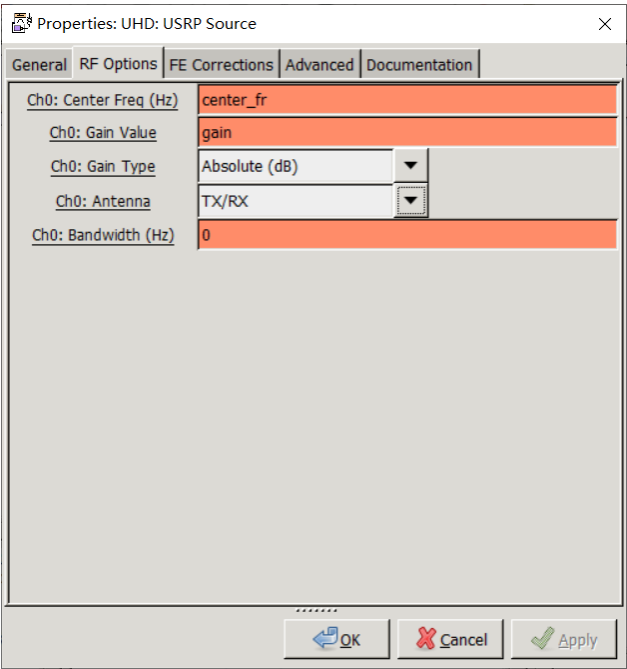 Properties: UHD: USRP Source
General RF Options FE Corrections Advanced Documentation
Ch0: Center Freq (Hz) center_fr
Ch0: Gain Value gain
Ch0: Gain Type Absolute (dB)
Ch0: Antenna TX/RX
Ch0: Bandwidth (Hz) 0
OK Cancel Apply